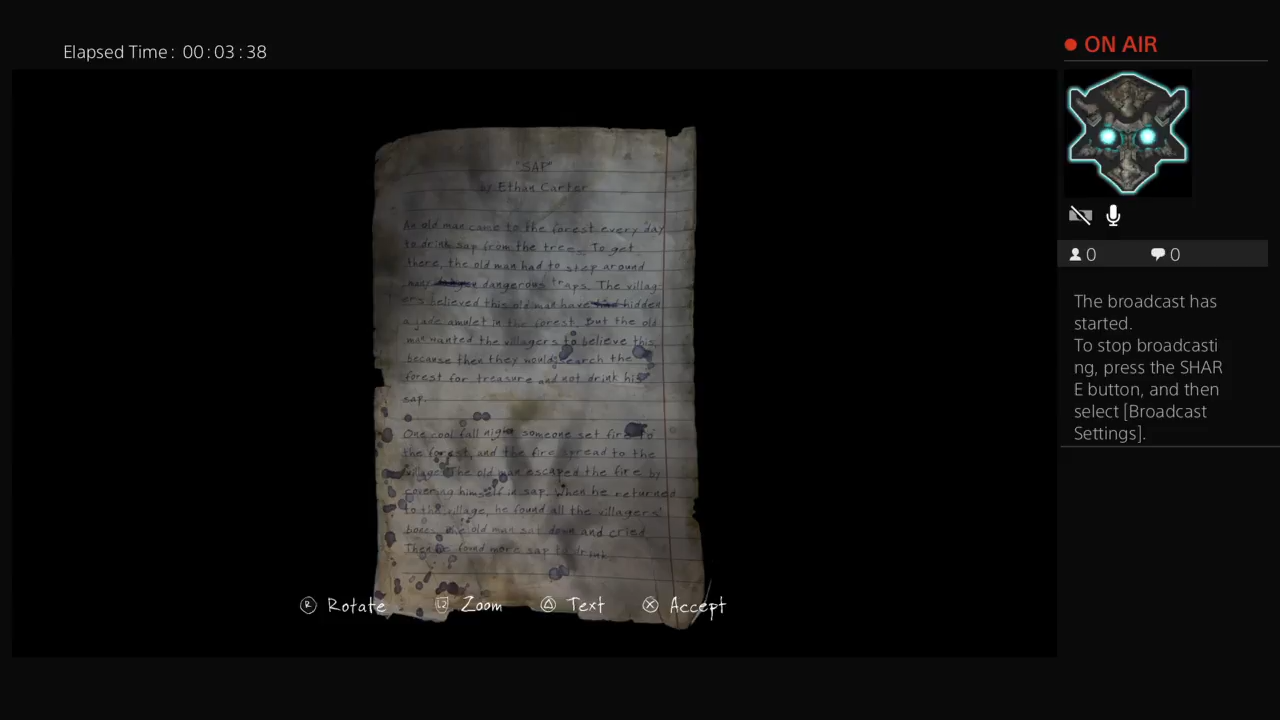 Elapsed Time: 00:03:38
ON AIR
"SAP"
by Ethan Carter
An old man came to the forest every day
to drink sap from the tree. To get
there, the old man had to step around
many dangerous traps. The villag-
ers believed this old man have hidden
a jade amulet in the forest. But the old
man wanted the villagers to believe this,
because then they would search the
forest for treasure and not drink his
sap.
One cool fall night someone set fire to
the forest, and the fire spread to the
village. The old man escaped the fire by
covering himself in sap. When he returned
to the village, he found all the villagers'
bones. The old man sat down and cried.
Then he found more sap to drink.
R Rotate L2 Zoom Text Accept
0 0
The broadcast has
started.
To stop broadcasti
ng, press the SHAR
E button, and then
select [Broadcast
Settings].